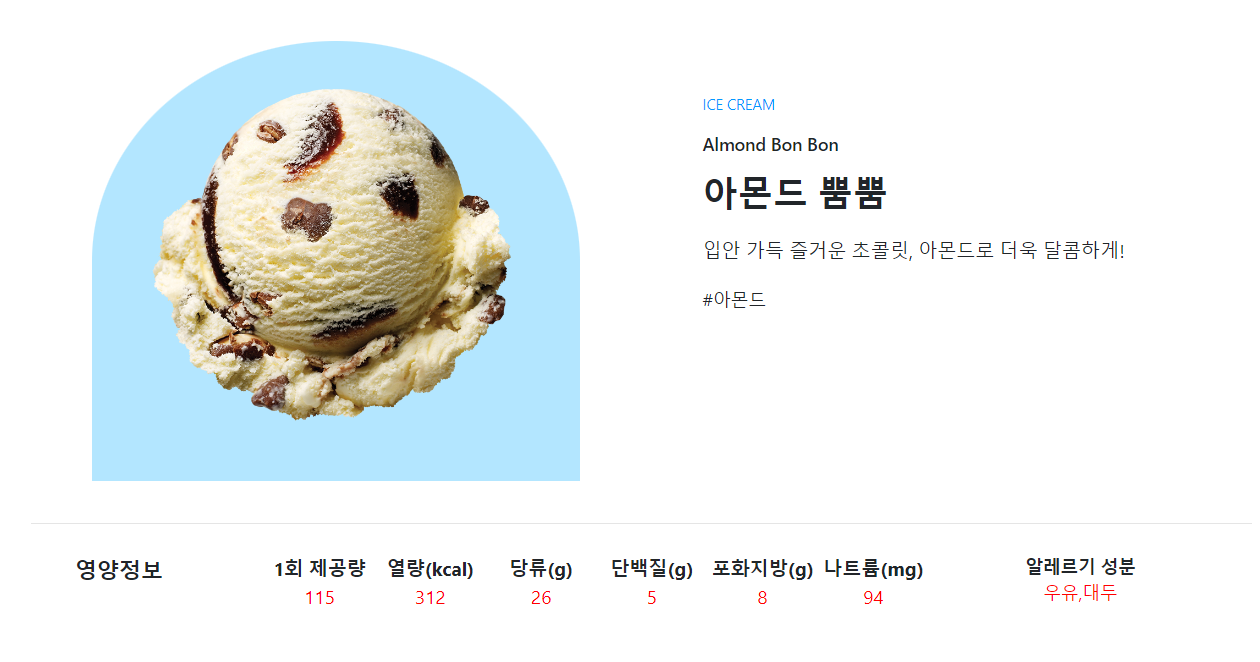 ICE CREAM
Almond Bon Bon
아몬드 뿜뿜
입안 가득 즐거운 초콜릿, 아몬드로 더욱 달콤하게!
#아몬드
영양정보 1회 제공량 열량(kcal) 당류(g) 단백질(g) 포화지방(g) 나트륨(mg) 알레르기 성분
115 312 26 5 8 94 우유,대두